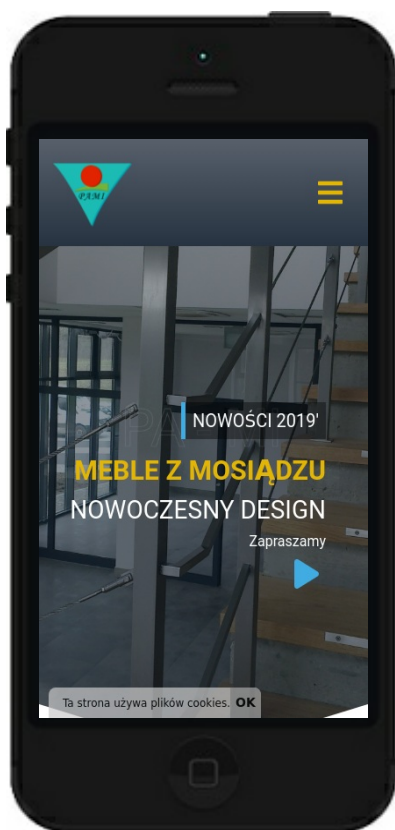 PAMI
NOWOŚCI 2019'
MEBLE Z MOSIĄDZU
NOWOCZESNY DESIGN
Zapraszamy
Ta strona używa plików cookies. OK